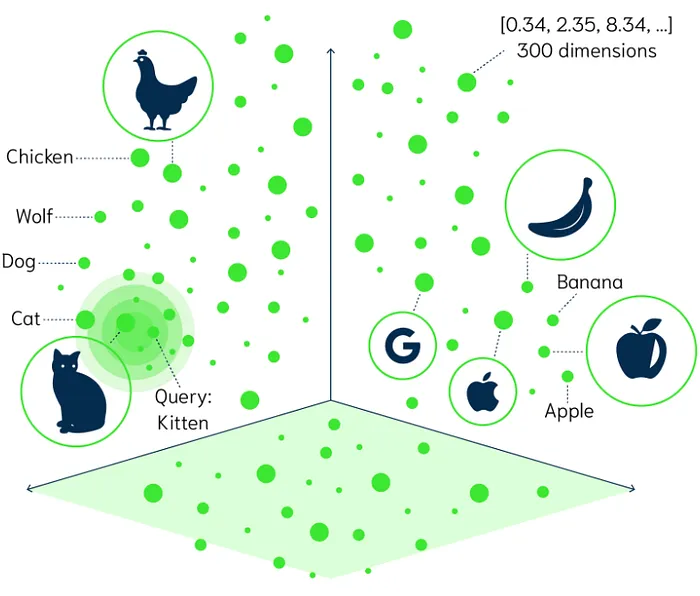 [0.34, 2.35, 8.34, ...]
300 dimensions
Chicken
Wolf
Dog
Banana
Cat
Query:
Kitten
Apple
G